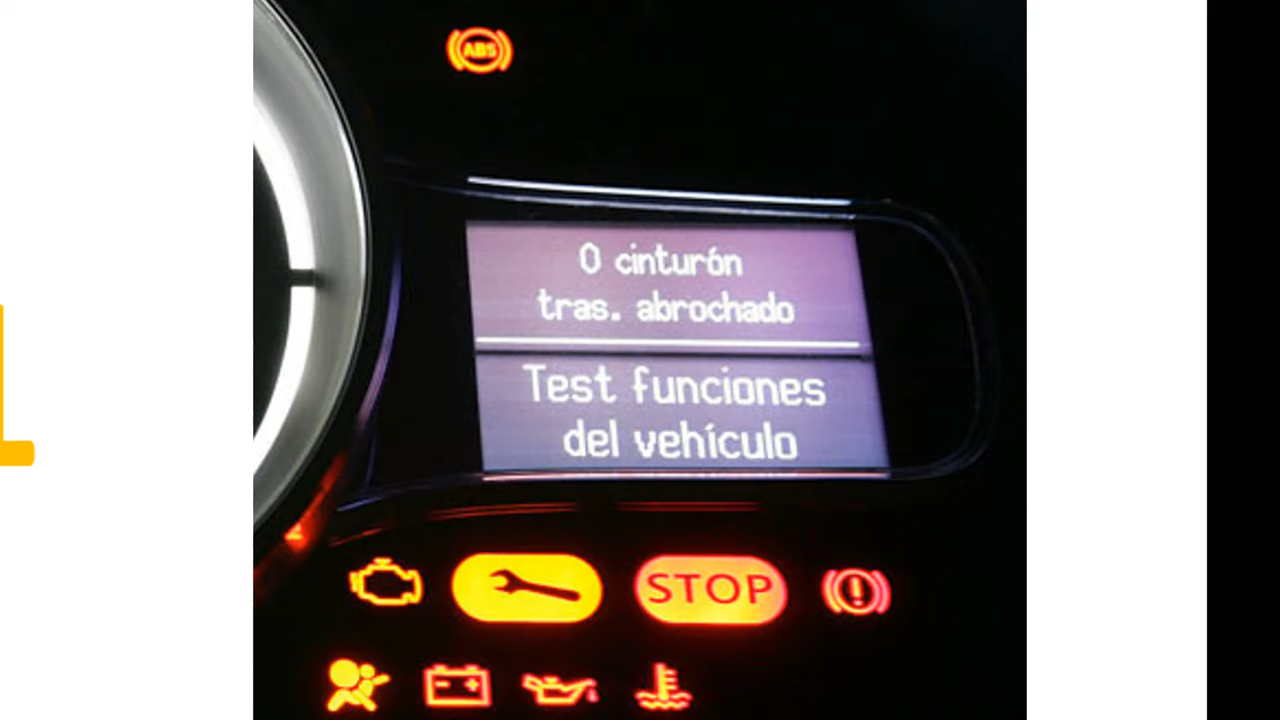 ABS
0 cinturón
tras. abrochado
Test funciones
del vehículo
STOP